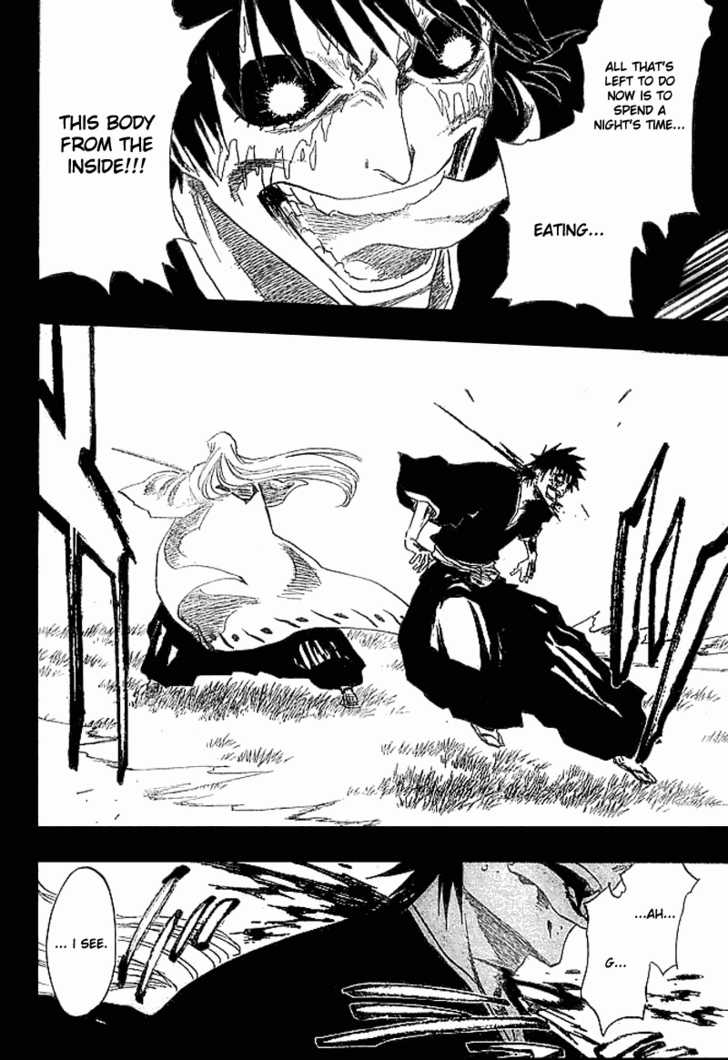 ALL THAT'S
LEFT TO DO
NOW IS TO
SPEND A
NIGHT'S TIME...
EATING...
THIS BODY
FROM THE
INSIDE!!!
...AH...
G...
... I SEE.